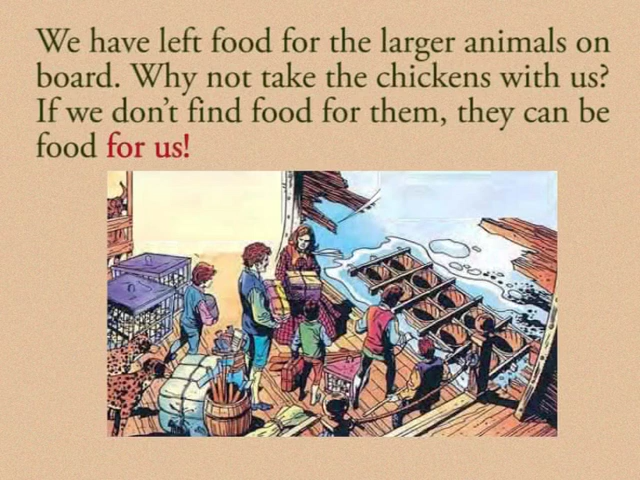 We have left food for the larger animals on
board. Why not take the chickens with us?
If we don’t find food for them, they can be
food for us!